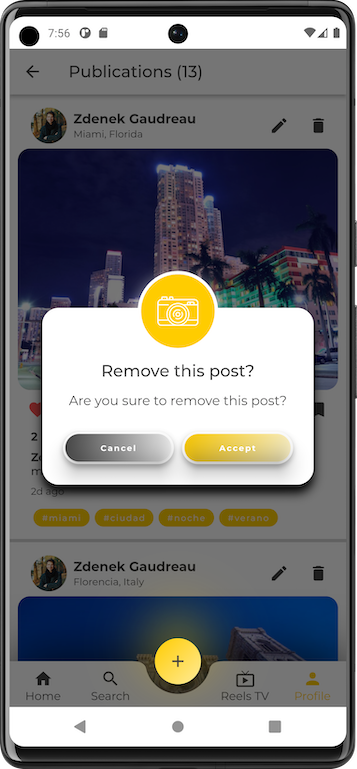 7:56
Publications (13)
Zdenek Gaudreau
Miami, Florida
Remove this post?
Are you sure to remove this post?
Cancel Accept
2
2d ago
#miami #ciudad #noche #verano
Zdenek Gaudreau
Florencia, Italy
+
Home Search Reels TV Profile